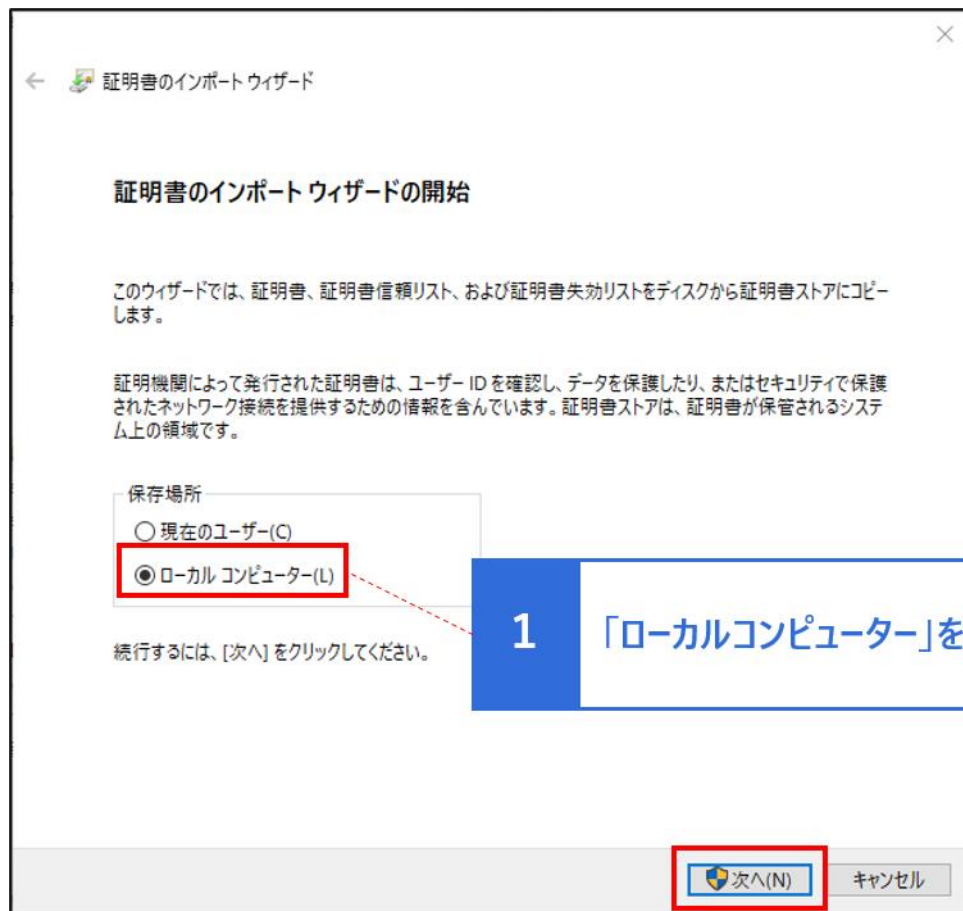 証明書のインポート ウィザード
証明書のインポート ウィザードの開始
このウィザードでは、証明書、証明書信頼リスト、および証明書失効リストをディスクから証明書ストアにコピー
します。
証明機関によって発行された証明書は、ユーザー ID を確認し、データを保護したり、またはセキュリティで保護
されたネットワーク接続を提供するための情報を含んでいます。証明書ストアは、証明書が保管されるシステ
ム上の領域です。
保存場所
現在のユーザー(C)
ローカル コンピューター(L)
1 「ローカルコンピューター」を
続行するには、[次へ] をクリックしてください。
次へ(N) キャンセル